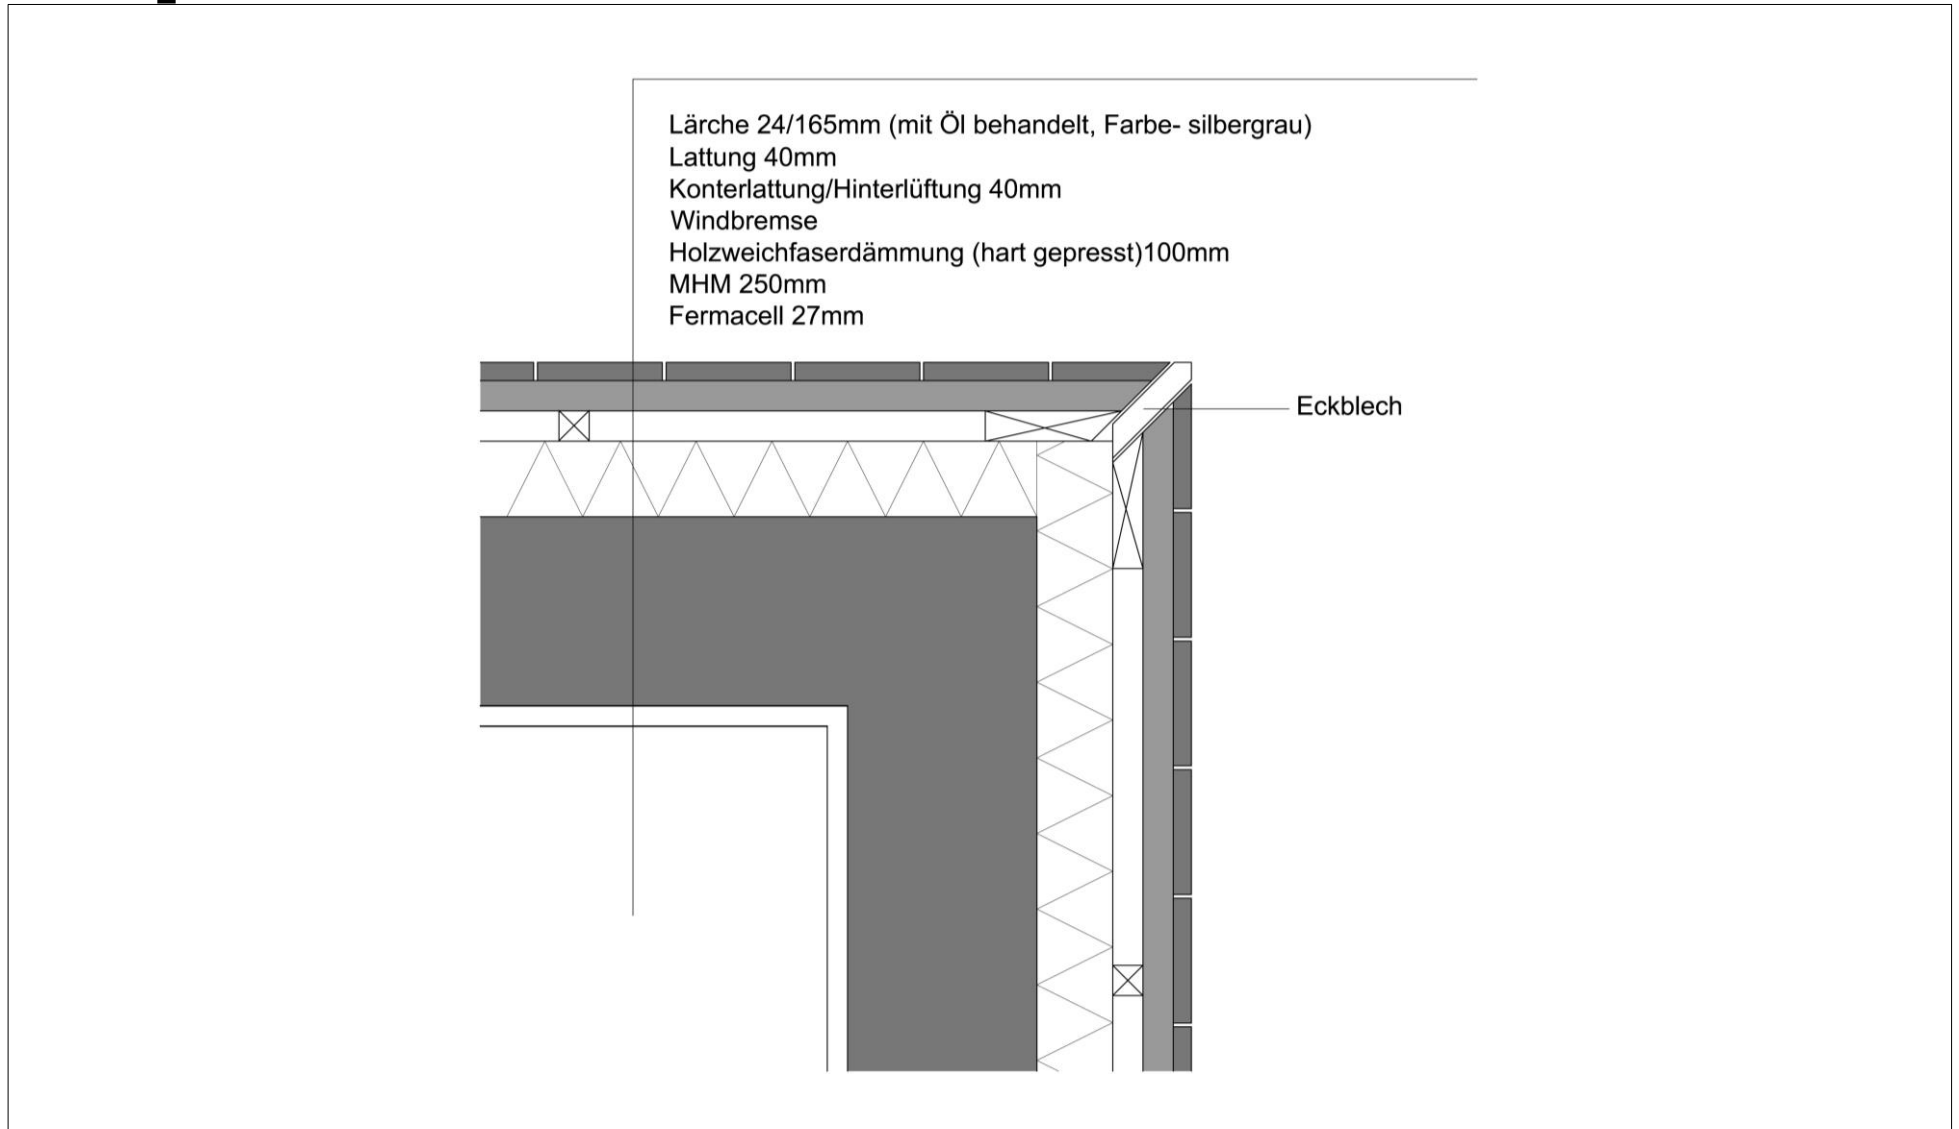 Lärche 24/165mm (mit Öl behandelt, Farbe- silbergrau)
Lattung 40mm
Konterlattung/Hinterlüftung 40mm
Windbremse
Holzweichfaserdämmung (hart gepresst)100mm
MHM 250mm
Fermacell 27mm
Eckblech